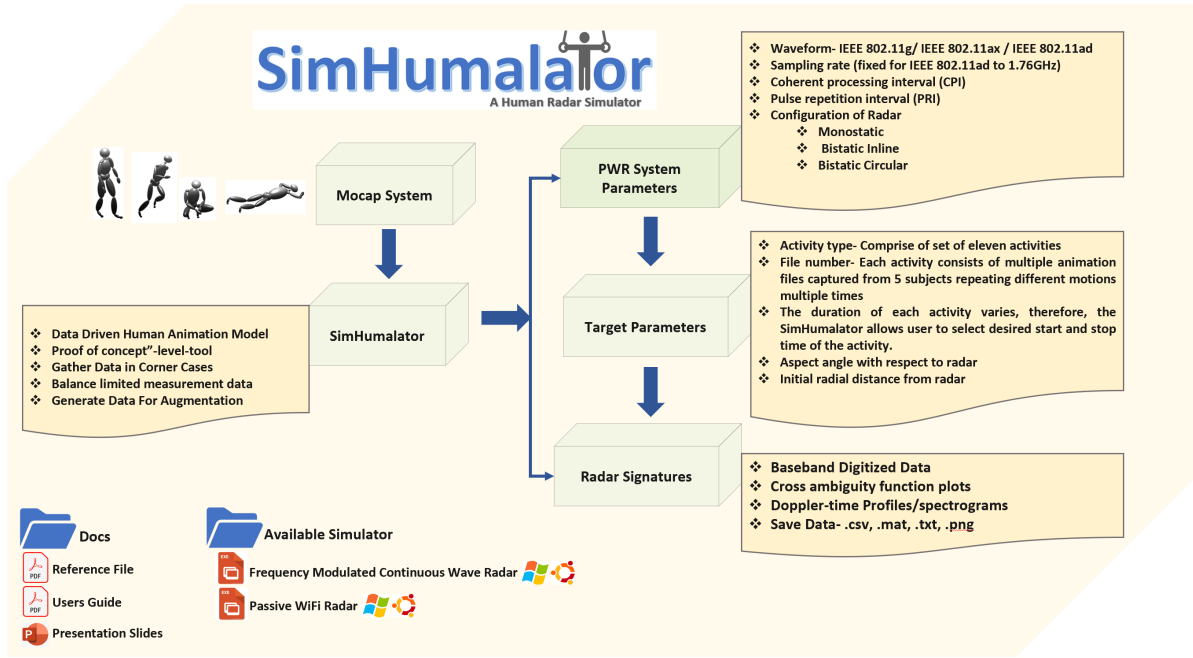 SimHumalator
A Human Radar Simulator
Mocap System
SimHumalator
❖ Data Driven Human Animation Model
❖ Proof of concept”-level-tool
❖ Gather Data in Corner Cases
❖ Balance limited measurement data
❖ Generate Data For Augmentation
PWR System
Parameters
❖ Waveform- IEEE 802.11g/ IEEE 802.11ax / IEEE 802.11ad
❖ Sampling rate (fixed for IEEE 802.11ad to 1.76GHz)
❖ Coherent processing interval (CPI)
❖ Pulse repetition interval (PRI)
❖ Configuration of Radar
❖ Monostatic
❖ Bistatic Inline
❖ Bistatic Circular
Target Parameters
❖ Activity type- Comprise of set of eleven activities
❖ File number- Each activity consists of multiple animation
files captured from 5 subjects repeating different motions
multiple times
❖ The duration of each activity varies, therefore, the
SimHumalator allows user to select desired start and stop
time of the activity.
❖ Aspect angle with respect to radar
❖ Initial radial distance from radar
Radar Signatures
❖ Baseband Digitized Data
❖ Cross ambiguity function plots
❖ Doppler-time Profiles/spectrograms
❖ Save Data- .csv, .mat, .txt, .png
Docs
PDF
Reference File
PDF
Users Guide
P
Presentation Slides
Available Simulator
EXE
Frequency Modulated Continuous Wave Radar
EXE
Passive WiFi Radar